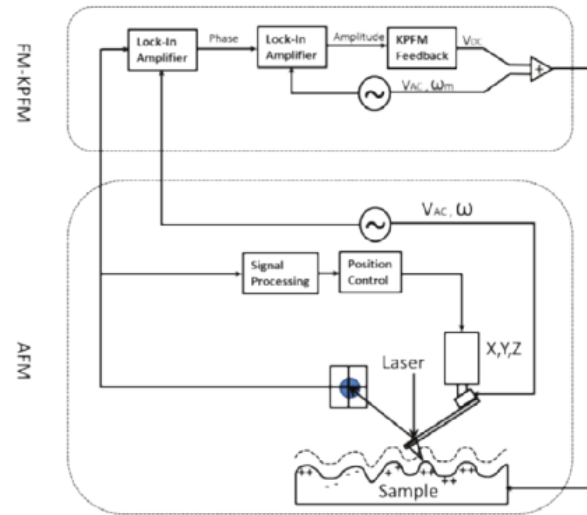 FM-KPFM
Lock-In
Amplifier
Phase
Lock-In
Amplifier
Amplitude
KPFM
Feedback
VDC
+
VAC, ωm
AFM
VAC, ω
Signal
Processing
Position
Control
X,Y,Z
Laser
++
- - -
+ +
++
++
++
Sample